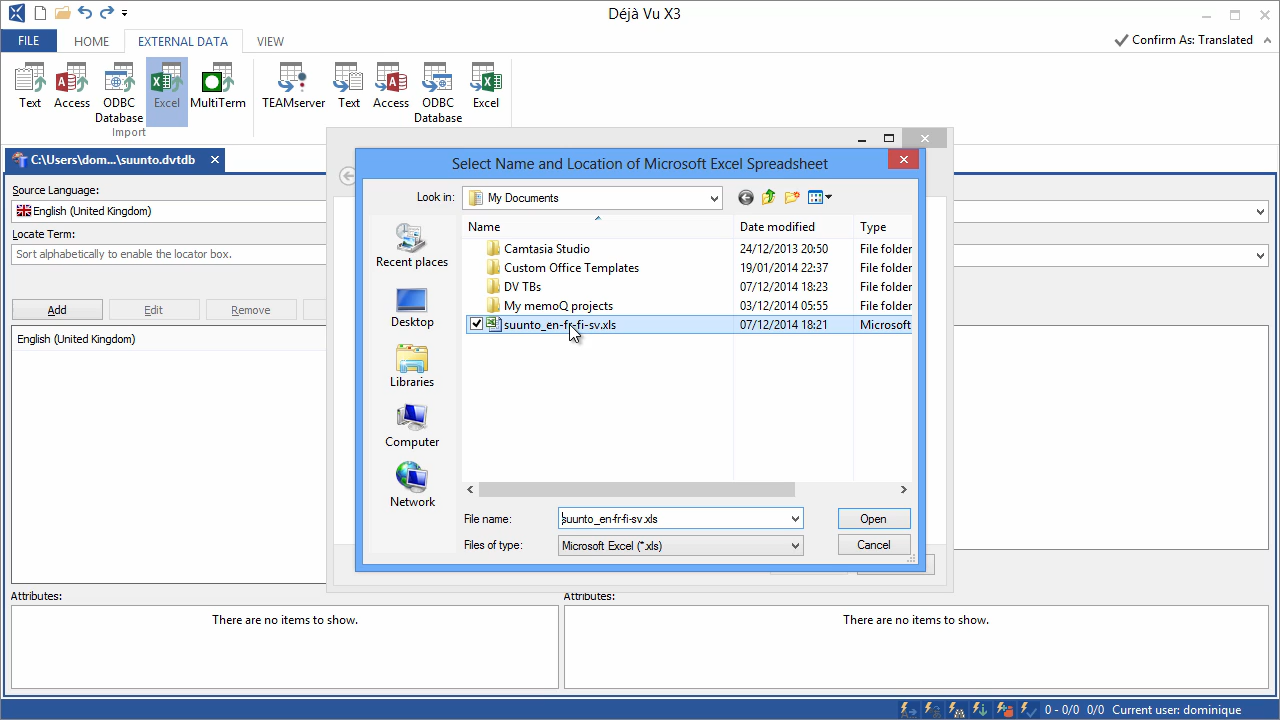 Déjà Vu X3
FILE HOME EXTERNAL DATA VIEW
Confirm As: Translated
Text Access ODBC Database Excel MultiTerm TEAMserver Text Access ODBC Database Excel
Import
C:\Users\dom...\suunto.dvtdb
Source Language:
English (United Kingdom)
Locate Term:
Sort alphabetically to enable the locator box.
Add Edit Remove
English (United Kingdom)
Select Name and Location of Microsoft Excel Spreadsheet
Look in: My Documents
Name Date modified Type
Camtasia Studio 24/12/2013 20:50 File folder
Custom Office Templates 19/01/2014 22:37 File folder
DV TBs 07/12/2014 18:23 File folder
My memoQ projects 03/12/2014 05:55 File folder
suunto_en-fr-fi-sv.xls 07/12/2014 18:21 Microsoft
Recent places
Desktop
Libraries
Computer
Network
File name: suunto_en-fr-fi-sv.xls Open
Files of type: Microsoft Excel (*.xls) Cancel
Attributes: Attributes:
There are no items to show. There are no items to show.
0 - 0/0 0/0 Current user: dominique